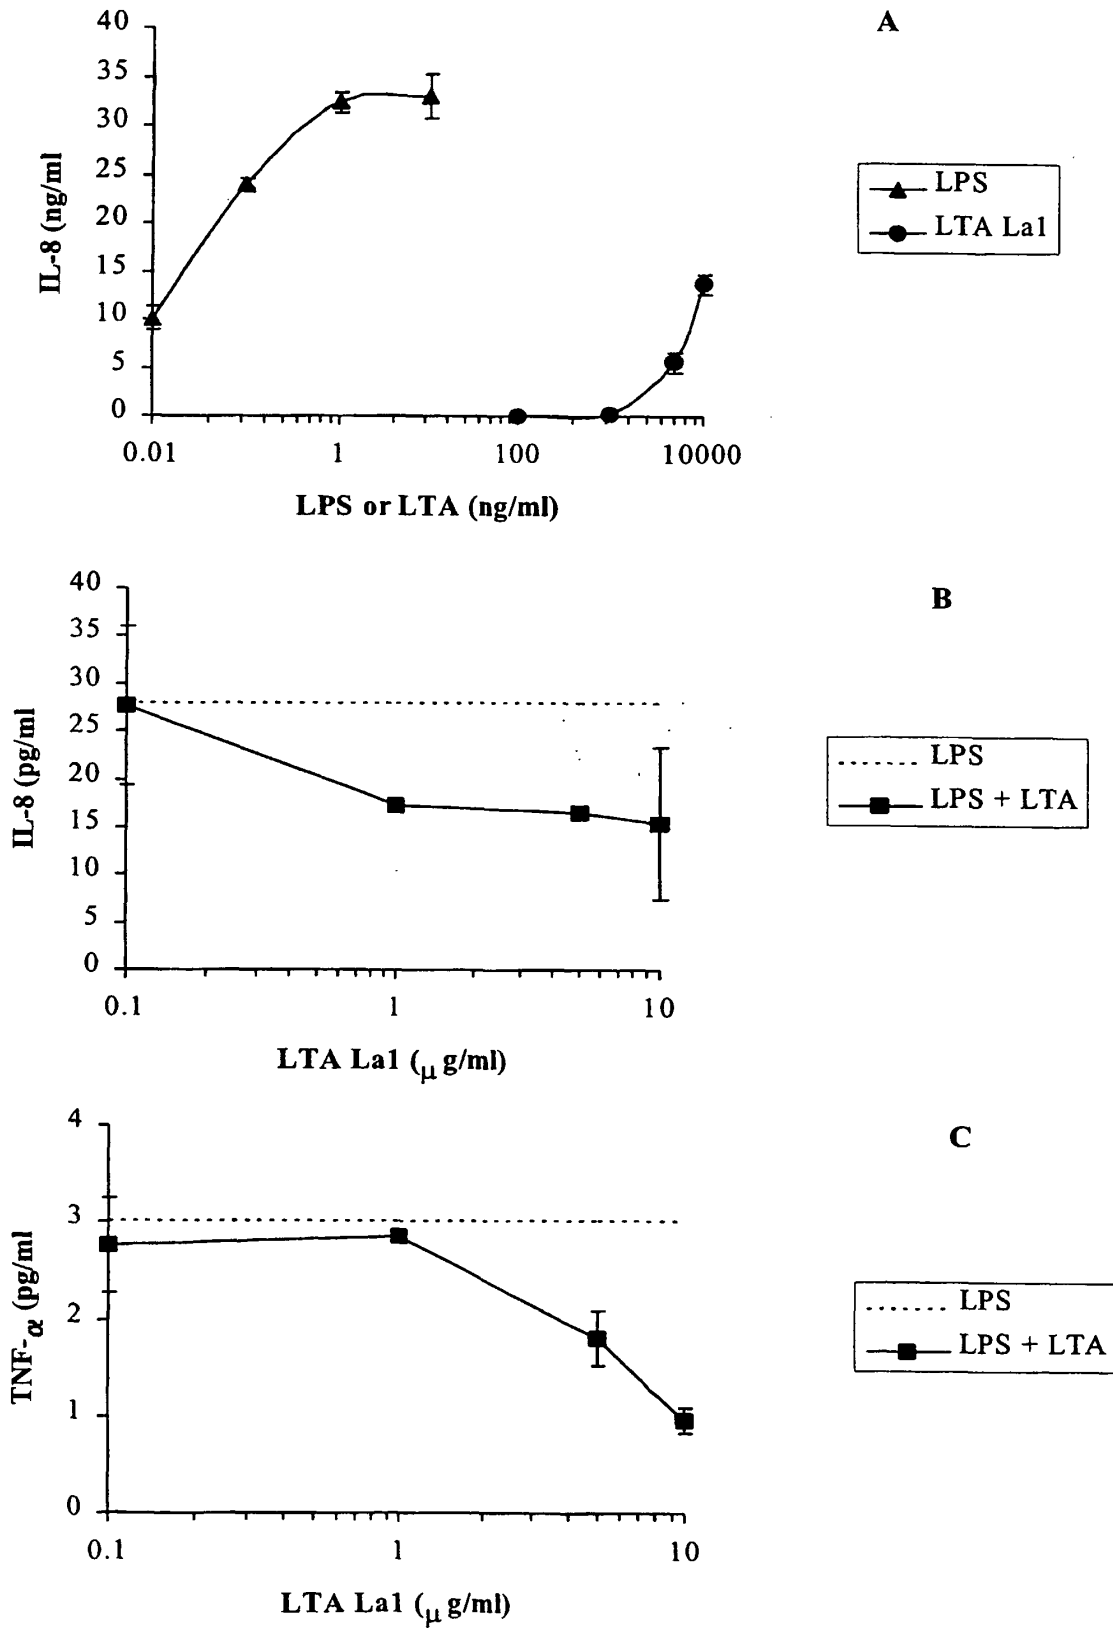 A
40
35
30
25
20
15
10
5
0
IL-8 (ng/ml)
0.01 1 100 10000
LPS or LTA (ng/ml)
LPS
LTA La1
B
40
35
30
25
20
15
10
5
0
IL-8 (pg/ml)
0.1 1 10
LTA La1 (μ g/ml)
LPS
LPS + LTA
C
4
3
2
1
0
TNF-α (pg/ml)
0.1 1 10
LTA La1 (μ g/ml)
LPS
LPS + LTA